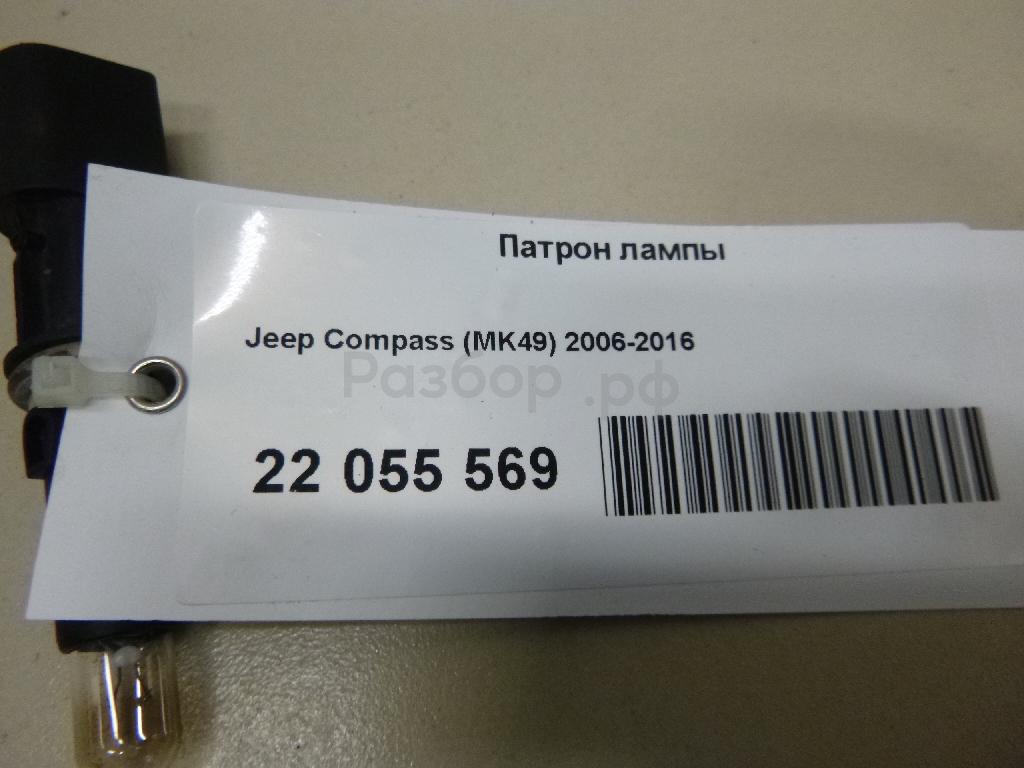 Патрон лампы
Jeep Compass (MK49) 2006-2016
Разбор.рф
22 055 569